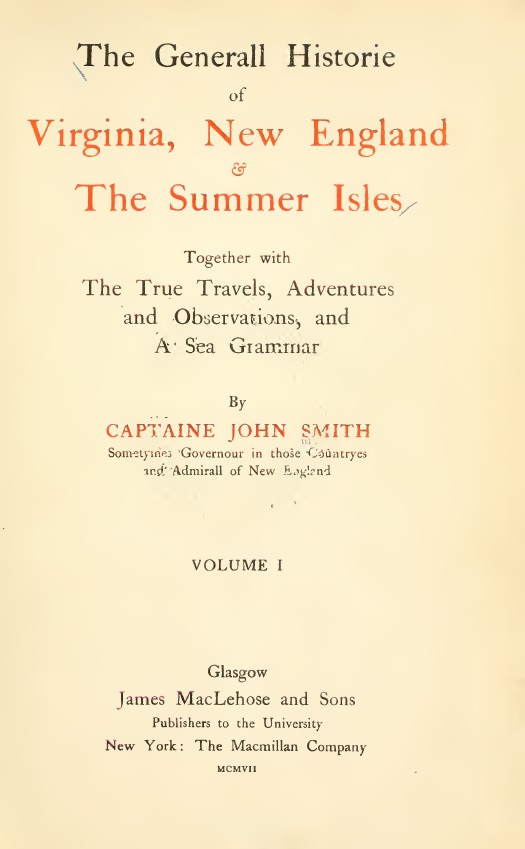 The Generall Historie
of
Virginia, New England
&
The Summer Isles
Together with
The True Travels, Adventures
and Observations, and
A Sea Grammar
By
CAPTAINE JOHN SMITH
Sometymes Governour in those Countryes
and Admirall of New England
VOLUME I
Glasgow
James MacLehose and Sons
Publishers to the University
New York: The Macmillan Company
MCMVII